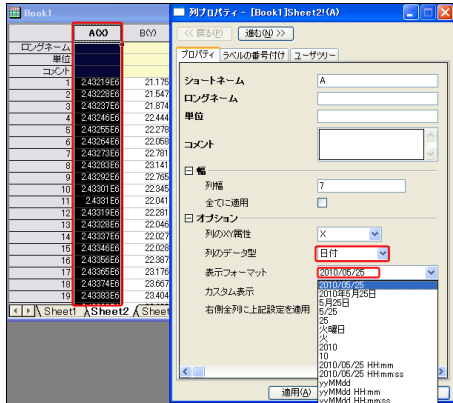 Book1
A(X) B(Y)
ロングネーム
単位
コメント
1 2.43219E6 21.175
2 2.43228E6 21.547
3 2.43237E6 21.874
4 2.43246E6 22.444
5 2.43255E6 22.278
6 2.43264E6 22.058
7 2.43273E6 22.781
8 2.43283E6 23.141
9 2.43292E6 22.765
10 2.43301E6 22.345
11 2.4331E6 22.041
12 2.43319E6 22.281
13 2.43328E6 22.046
14 2.43337E6 22.027
15 2.43346E6 22.028
16 2.43356E6 22.387
17 2.43365E6 23.176
18 2.43374E6 23.667
19 2.43383E6 23.404
Sheet1 Sheet2 Sheet
列プロパティ - [Book1]Sheet2!(A)
<< 戻る(P) 進む(N) >>
プロパティ ラベルの番号付け ユーザツリー
ショートネーム A
ロングネーム
単位
コメント
幅
列幅 7
全てに適用
オプション
列のXY属性 X
列のデータ型 日付
表示フォーマット 2010/05/25
カスタム表示
右側全列に上記設定を適用
2010/05/25
2010年5月25日
5月25日
5/25
25
火曜日
火
2010
10
2010/05/25 HH:mm
2010/05/25 HH:mm:ss
yyMMdd
yyMMdd HH:mm
yyMMdd HH:mm:ss
適用(A)